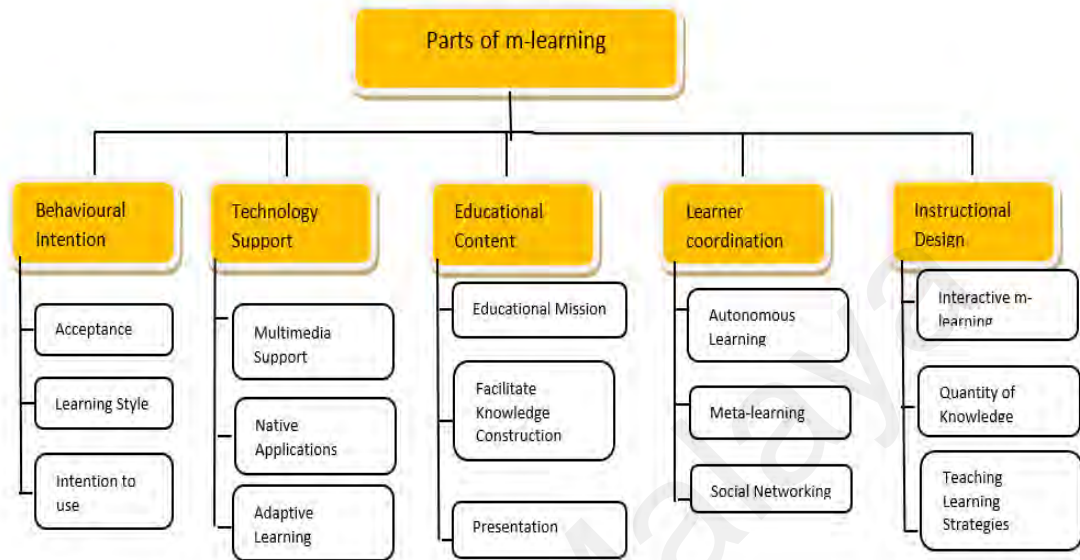 Parts of m-learning
Behavioural
Intention
Acceptance
Learning Style
Intention to
use
Technology
Support
Multimedia
Support
Native
Applications
Adaptive
Learning
Educational
Content
Educational Mission
Facilitate
Knowledge
Construction
Presentation
Learner
coordination
Autonomous
Learning
Meta-learning
Social Networking
Instructional
Design
Interactive m-
learning
Quantity of
Knowledge
Teaching
Learning
Strategies
Malaya